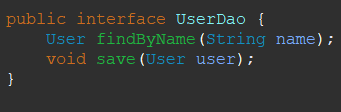 public interface UserDao {
    User findByName(String name);
    void save(User user);
}